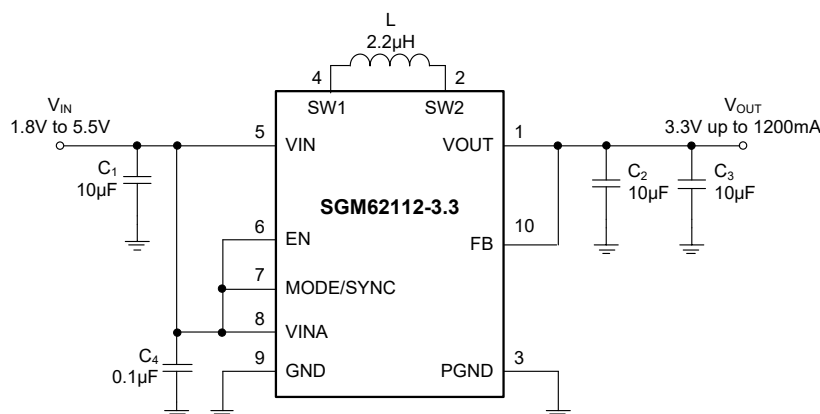 L
2.2µH
4
2
SW1
SW2
V_IN
1.8V to 5.5V
V_OUT
3.3V up to 1200mA
5
VIN
VOUT
1
C₁
10µF
C₂
10µF
C₃
10µF
SGM62112-3.3
6
EN
10
FB
7
MODE/SYNC
8
VINA
C₄
0.1µF
9
GND
PGND
3